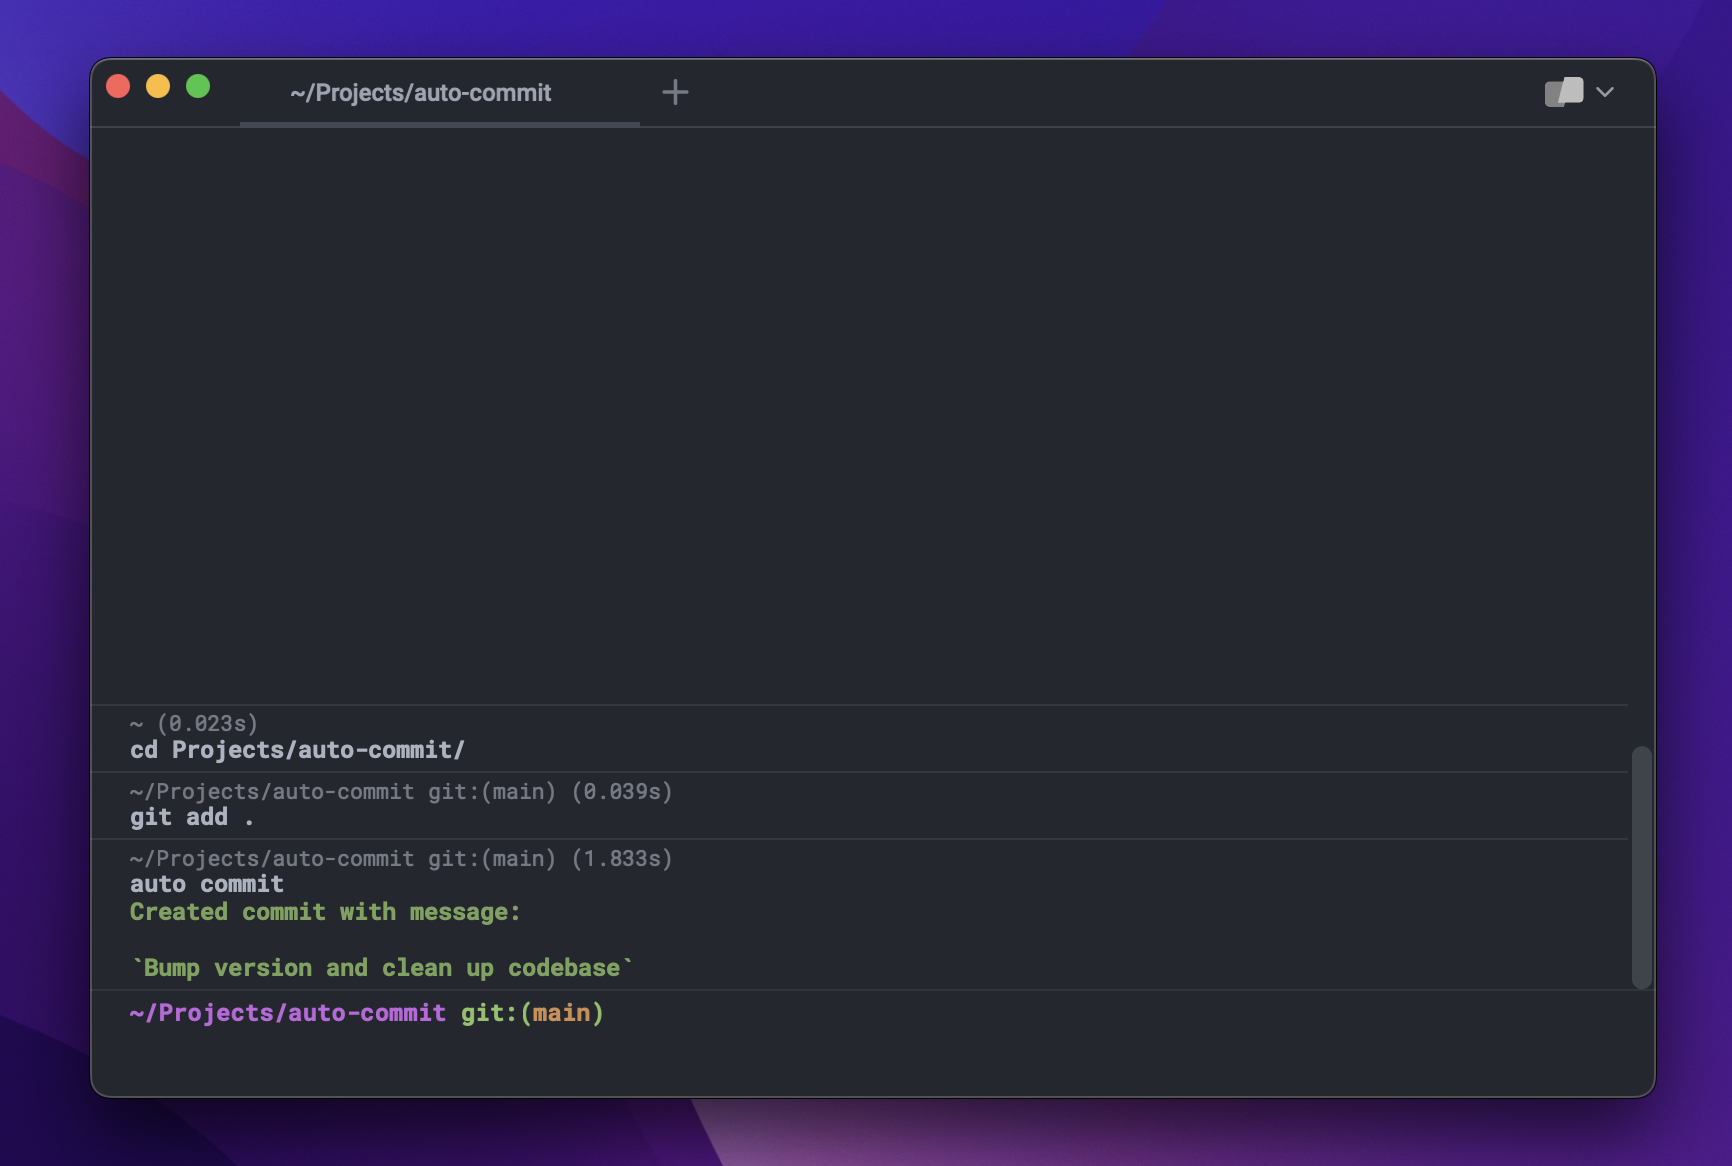 ~/Projects/auto-commit
~ (0.023s)
cd Projects/auto-commit/
~/Projects/auto-commit git:(main) (0.039s)
git add .
~/Projects/auto-commit git:(main) (1.833s)
auto commit
Created commit with message:
`Bump version and clean up codebase`
~/Projects/auto-commit git:(main)